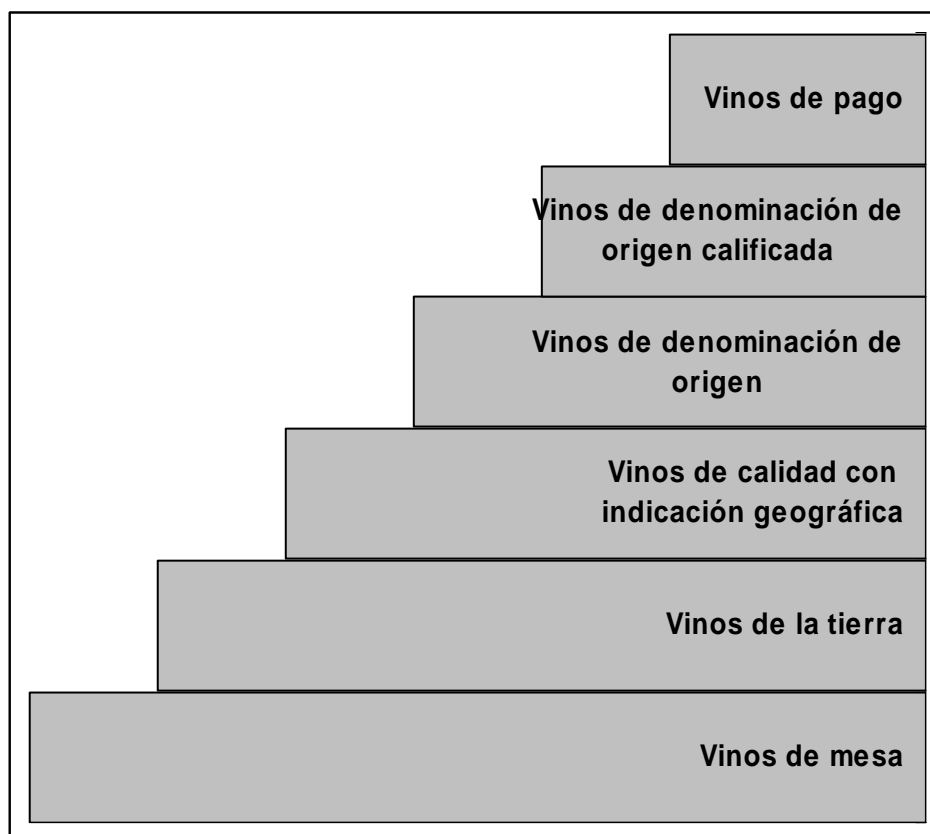 Vinos de pago
Vinos de denominación de
origen calificada
Vinos de denominación de
origen
Vinos de calidad con
indicación geográfica
Vinos de la tierra
Vinos de mesa